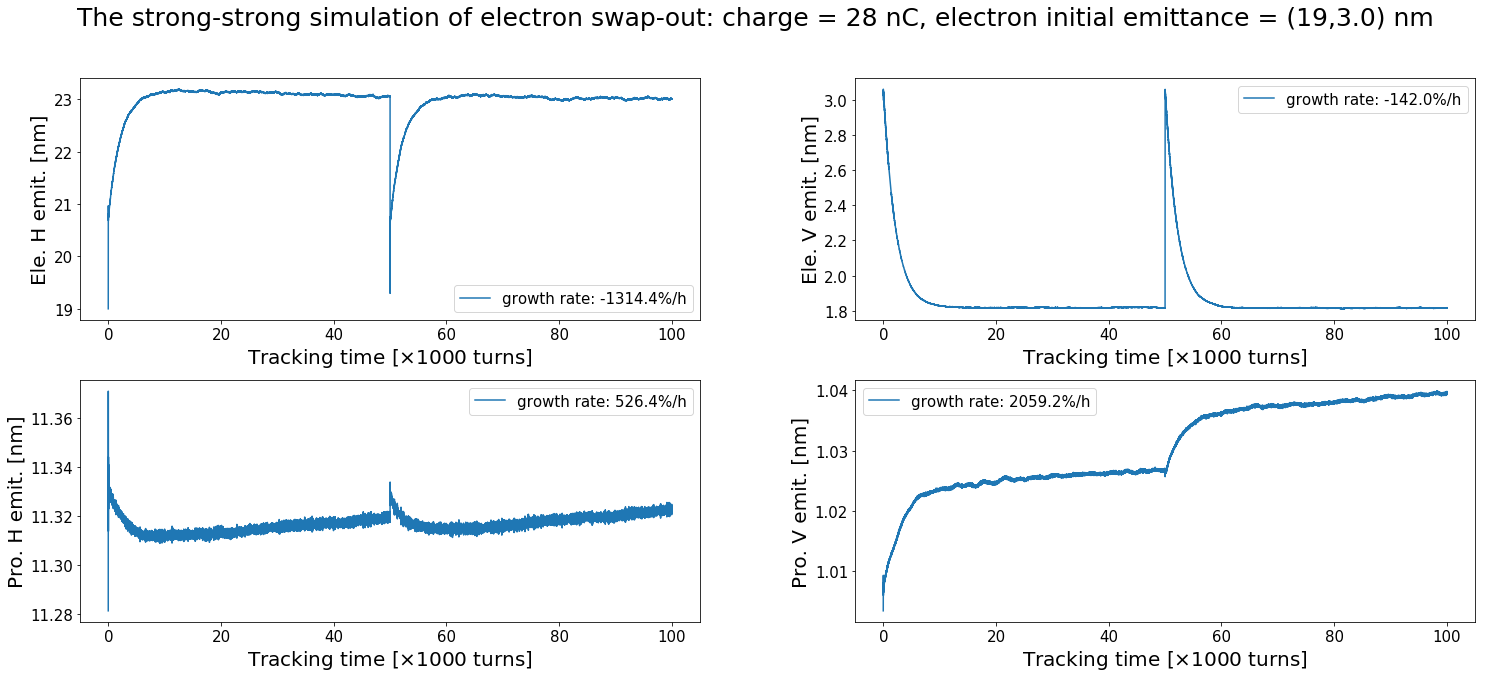 The strong-strong simulation of electron swap-out: charge = 28 nC, electron initial emittance = (19,3.0) nm
Ele. H emit. [nm]
23
22
21
20
19
growth rate: -1314.4%/h
0 20 40 60 80 100
Tracking time [×1000 turns]
Ele. V emit. [nm]
3.0
2.8
2.6
2.4
2.2
2.0
1.8
growth rate: -142.0%/h
0 20 40 60 80 100
Tracking time [×1000 turns]
Pro. H emit. [nm]
11.36
11.34
11.32
11.30
11.28
growth rate: 526.4%/h
0 20 40 60 80 100
Tracking time [×1000 turns]
Pro. V emit. [nm]
1.04
1.03
1.02
1.01
growth rate: 2059.2%/h
0 20 40 60 80 100
Tracking time [×1000 turns]